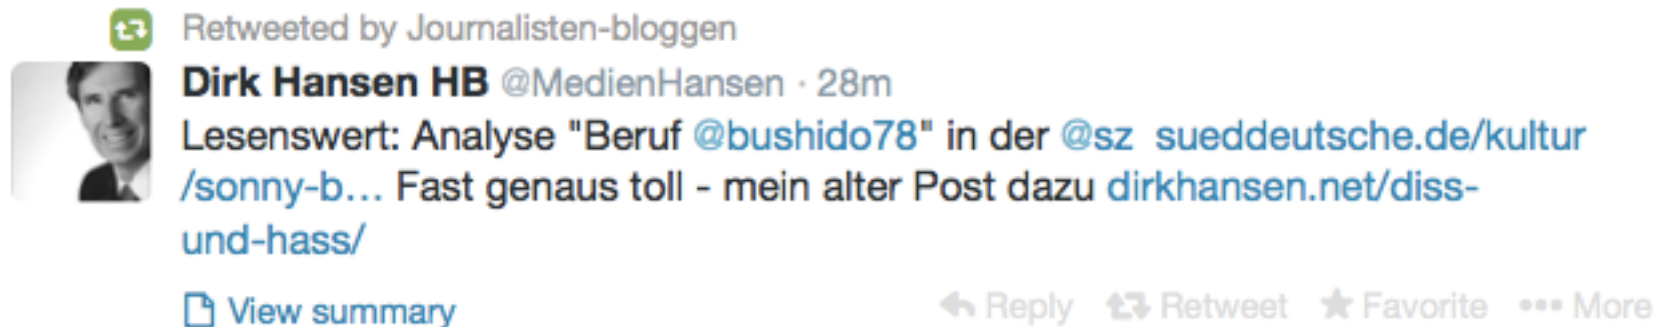 Retweeted by Journalisten-bloggen
Dirk Hansen HB @MedienHansen · 28m
Lesenswert: Analyse "Beruf @bushido78" in der @sz sueddeutsche.de/kultur
/sonny-b... Fast genaus toll - mein alter Post dazu dirkhansen.net/diss-
und-hass/
View summary
Reply Retweet Favorite ••• More